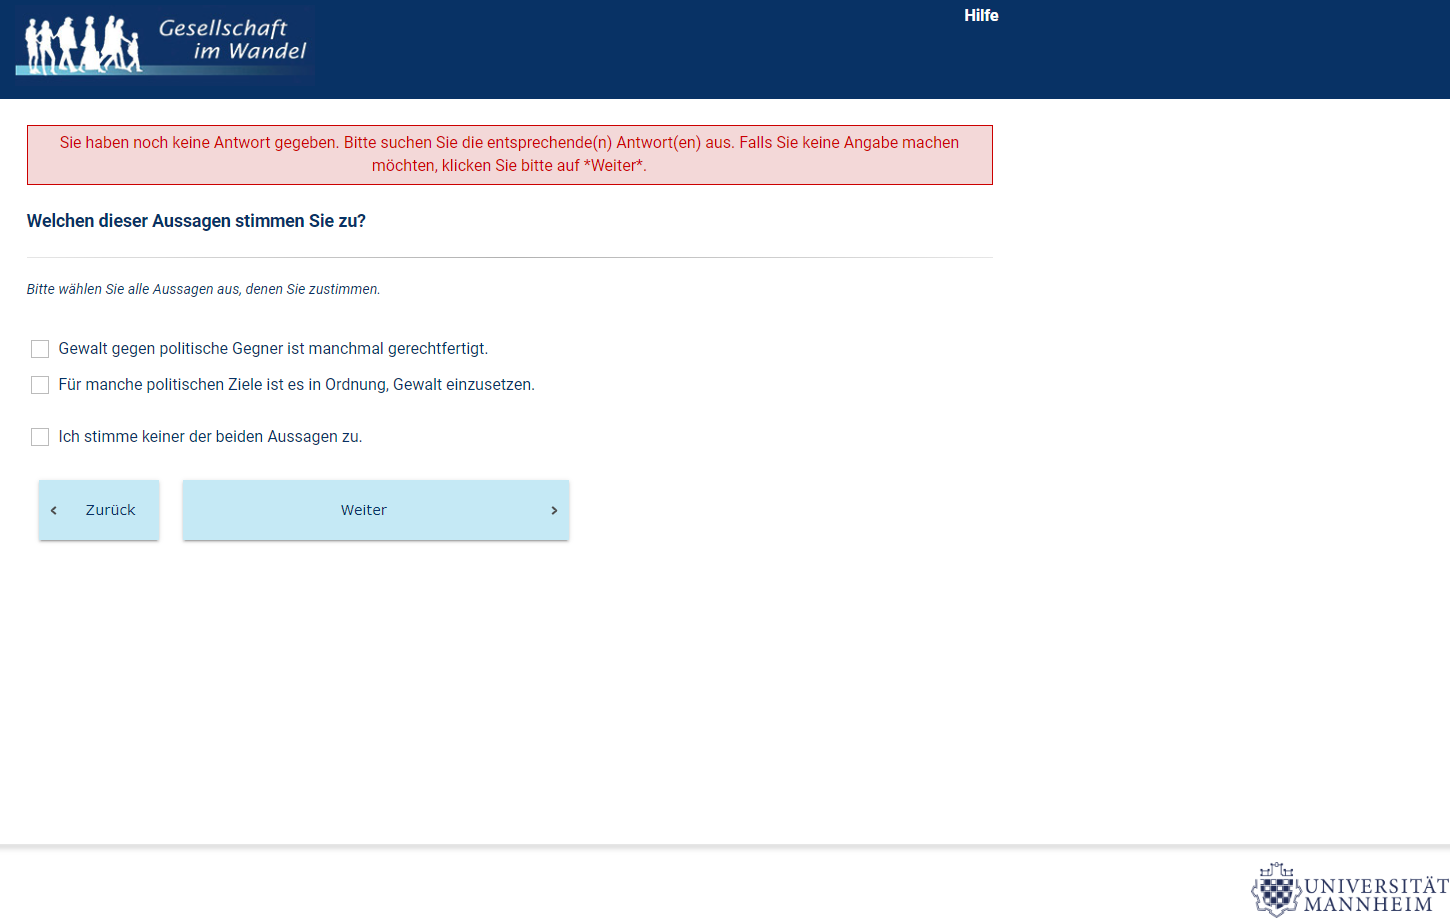 Gesellschaft
im Wandel
Hilfe
Sie haben noch keine Antwort gegeben. Bitte suchen Sie die entsprechende(n) Antwort(en) aus. Falls Sie keine Angabe machen
möchten, klicken Sie bitte auf *Weiter*.
Welchen dieser Aussagen stimmen Sie zu?
Bitte wählen Sie alle Aussagen aus, denen Sie zustimmen.
Gewalt gegen politische Gegner ist manchmal gerechtfertigt.
Für manche politischen Ziele ist es in Ordnung, Gewalt einzusetzen.
Ich stimme keiner der beiden Aussagen zu.
Zurück
Weiter
UNIVERSITÄT
MANNHEIM